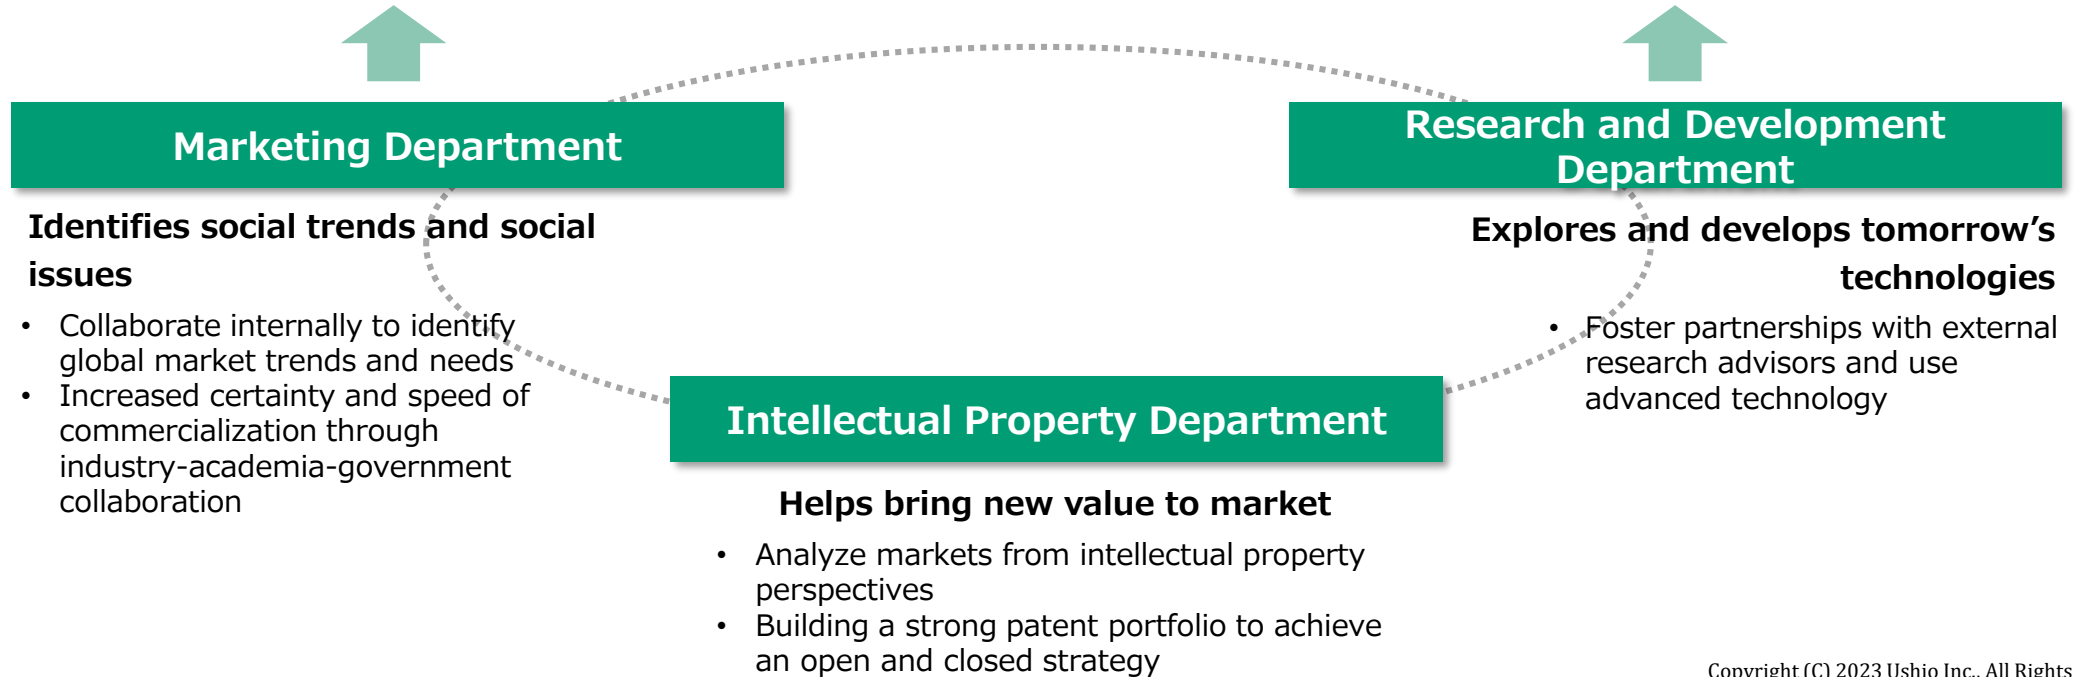 Marketing Department
Identifies social trends and social
issues
• Collaborate internally to identify
global market trends and needs
• Increased certainty and speed of
commercialization through
industry-academia-government
collaboration
Intellectual Property Department
Helps bring new value to market
• Analyze markets from intellectual property
perspectives
• Building a strong patent portfolio to achieve
an open and closed strategy
Research and Development
Department
Explores and develops tomorrow’s
technologies
• Foster partnerships with external
research advisors and use
advanced technology
Copyright (C) 2023 Ushio Inc., All Rights